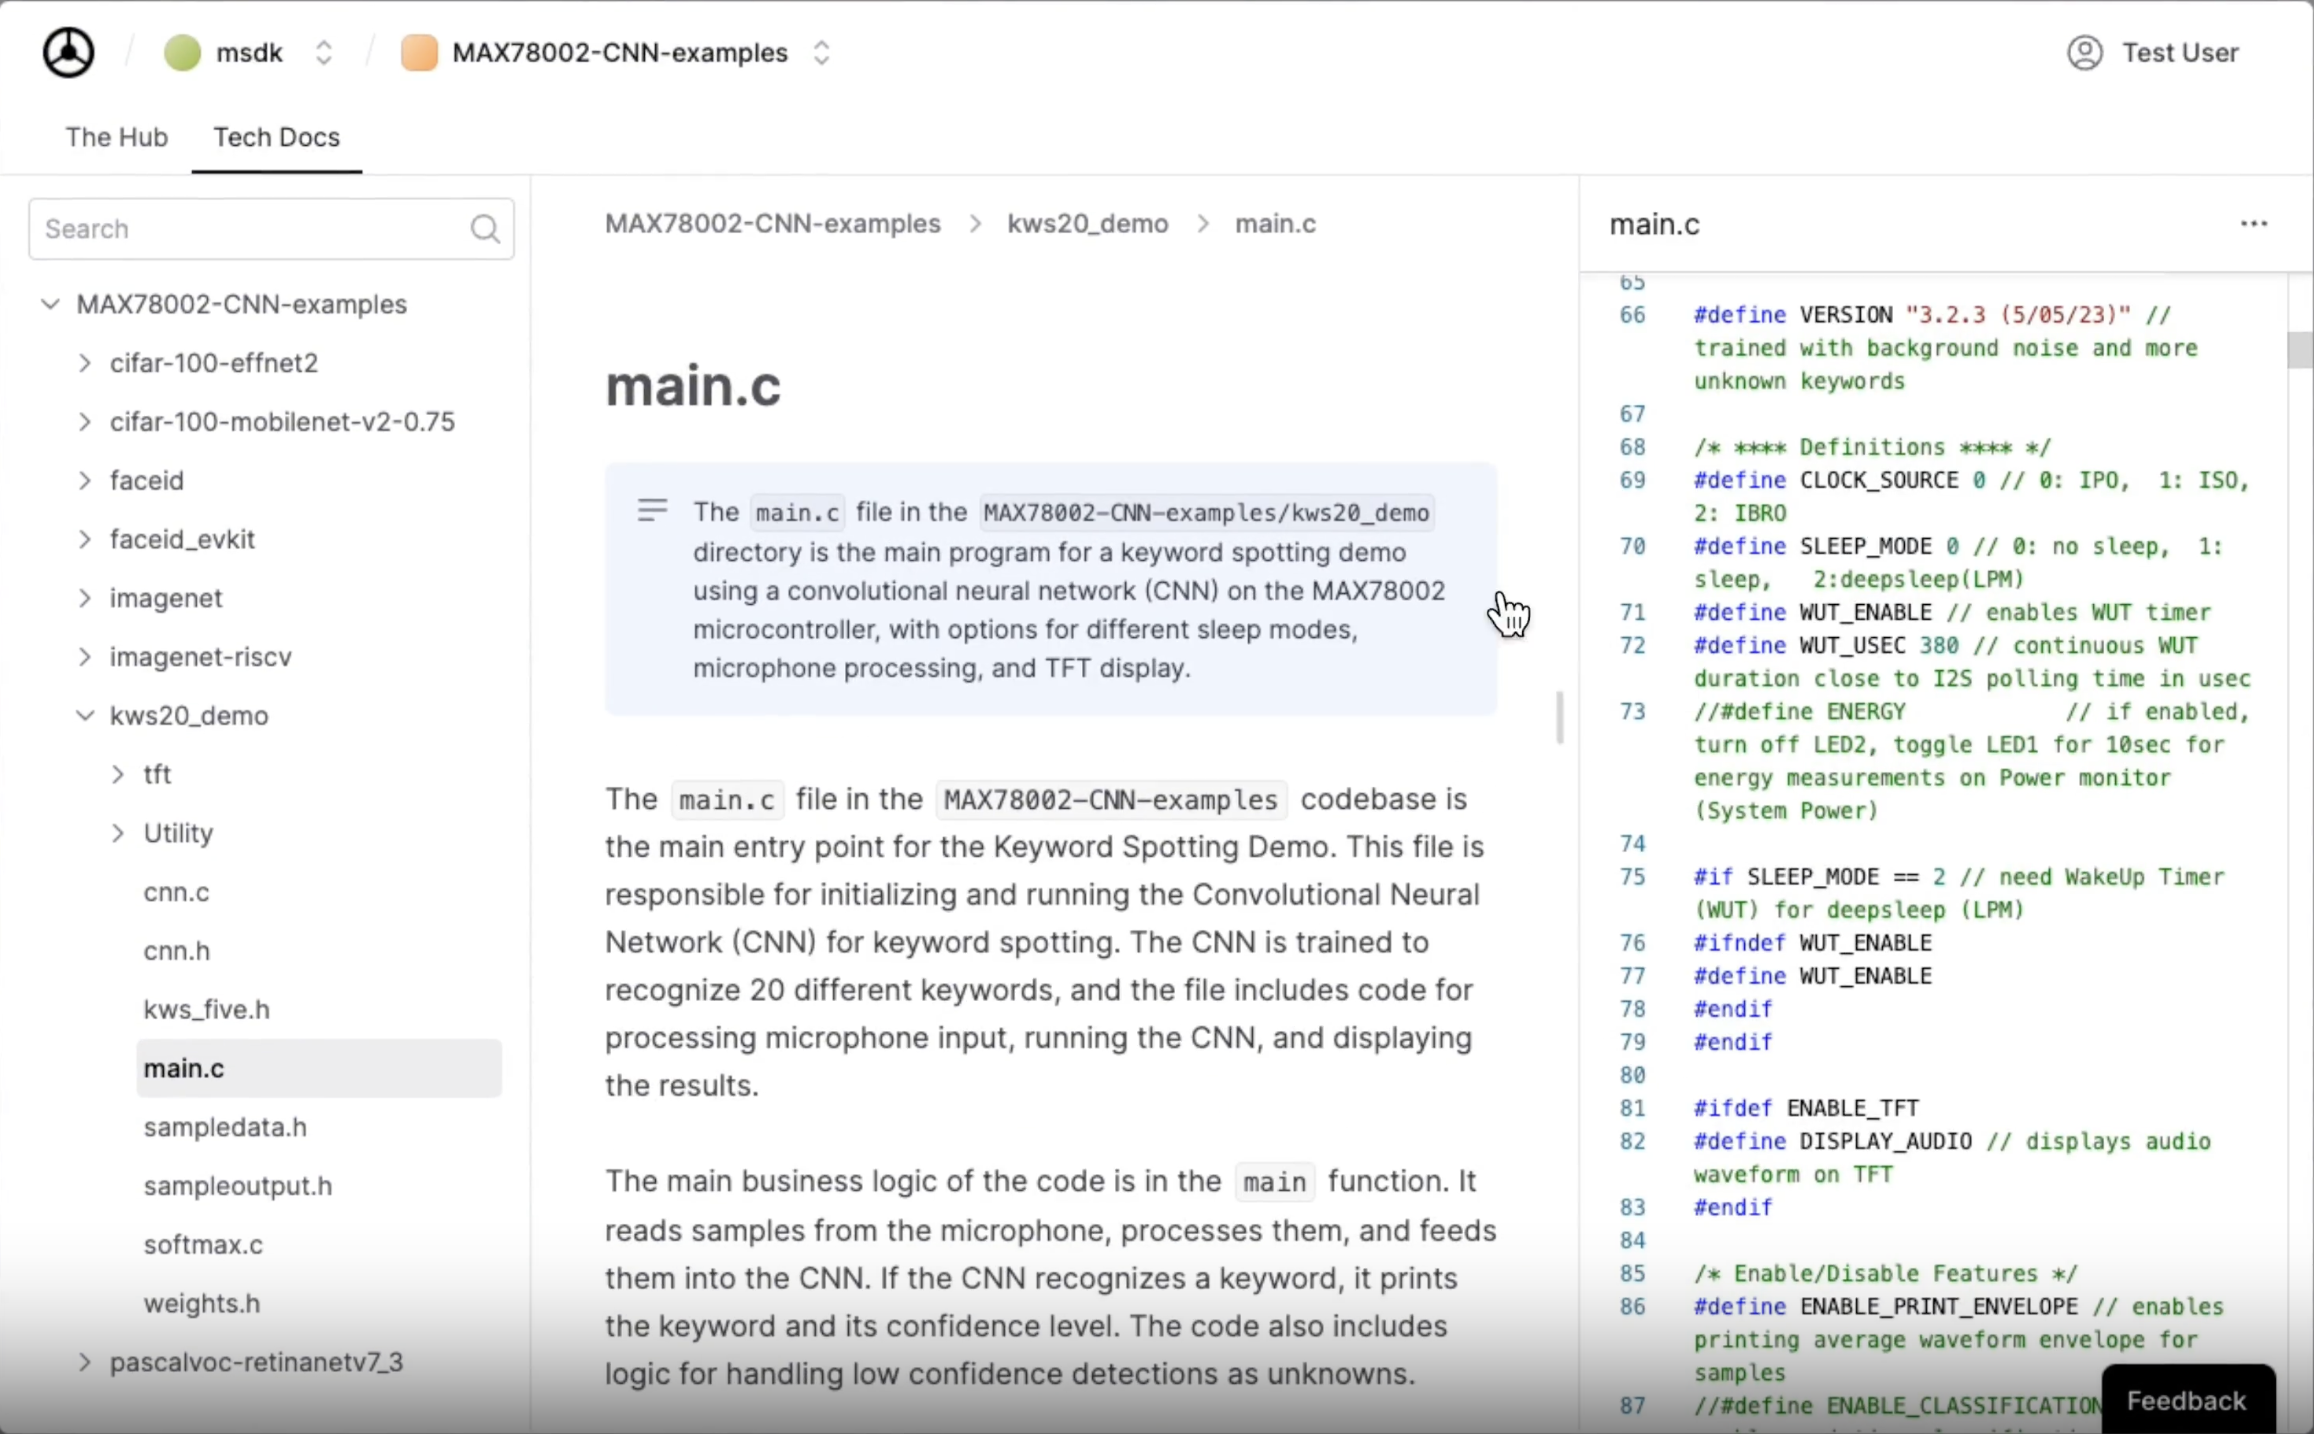 msdk
MAX78002-CNN-examples
Test User
The Hub
Tech Docs
Search
MAX78002-CNN-examples
cifar-100-effnet2
cifar-100-mobilenet-v2-0.75
faceid
faceid_evkit
imagenet
imagenet-riscv
kws20_demo
tft
Utility
cnn.c
cnn.h
kws_five.h
main.c
sampledata.h
sampleoutput.h
softmax.c
weights.h
pascalvoc-retinanetv7_3
MAX78002-CNN-examples > kws20_demo > main.c
main.c
The main.c file in the MAX78002-CNN-examples/kws20_demo
directory is the main program for a keyword spotting demo
using a convolutional neural network (CNN) on the MAX78002
microcontroller, with options for different sleep modes,
microphone processing, and TFT display.
The main.c file in the MAX78002-CNN-examples codebase is
the main entry point for the Keyword Spotting Demo. This file is
responsible for initializing and running the Convolutional Neural
Network (CNN) for keyword spotting. The CNN is trained to
recognize 20 different keywords, and the file includes code for
processing microphone input, running the CNN, and displaying
the results.
The main business logic of the code is in the main function. It
reads samples from the microphone, processes them, and feeds
them into the CNN. If the CNN recognizes a keyword, it prints
the keyword and its confidence level. The code also includes
logic for handling low confidence detections as unknowns.
main.c
65
66 #define VERSION "3.2.3 (5/05/23)" //
trained with background noise and more
unknown keywords
67
68 /* **** Definitions **** */
69 #define CLOCK_SOURCE 0 // 0: IPO, 1: ISO,
2: IBRO
70 #define SLEEP_MODE 0 // 0: no sleep, 1:
sleep, 2:deepsleep(LPM)
71 #define WUT_ENABLE // enables WUT timer
72 #define WUT_USEC 380 // continuous WUT
duration close to I2S polling time in usec
73 //#define ENERGY // if enabled,
turn off LED2, toggle LED1 for 10sec for
energy measurements on Power monitor
(System Power)
74
75 #if SLEEP_MODE == 2 // need WakeUp Timer
(WUT) for deepsleep (LPM)
76 #ifndef WUT_ENABLE
77 #define WUT_ENABLE
78 #endif
79 #endif
80
81 #ifdef ENABLE_TFT
82 #define DISPLAY_AUDIO // displays audio
waveform on TFT
83 #endif
84
85 /* Enable/Disable Features */
86 #define ENABLE_PRINT_ENVELOPE // enables
printing average waveform envelope for
samples
87 //#define ENABLE_CLASSIFICATION
Feedback